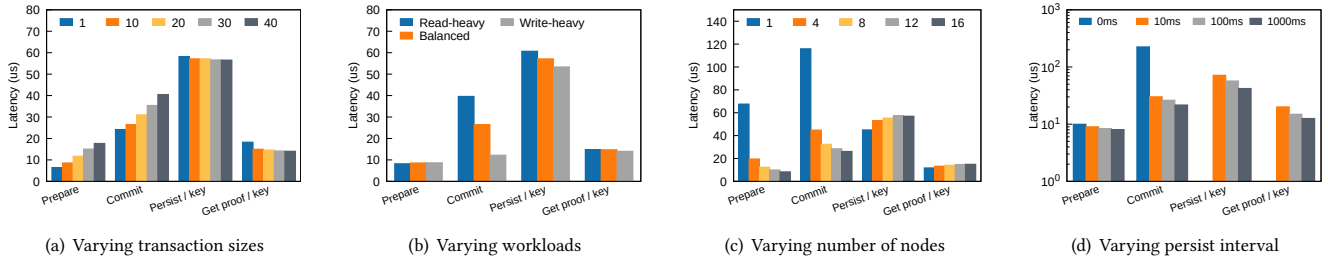 1 10 20 30 40
Latency (us)
80
70
60
50
40
30
20
10
0
Prepare
Commit
Persist / key
Get proof / key
(a) Varying transaction sizes
Read-heavy Write-heavy
Balanced
Latency (us)
80
70
60
50
40
30
20
10
0
Prepare
Commit
Persist / key
Get proof / key
(b) Varying workloads
1 4 8 12 16
Latency (us)
140
120
100
80
60
40
20
0
Prepare
Commit
Persist / key
Get proof / key
(c) Varying number of nodes
0ms 10ms 100ms 1000ms
Latency (us)
10³
10²
10¹
10⁰
Prepare
Commit
Persist / key
Get proof / key
(d) Varying persist interval